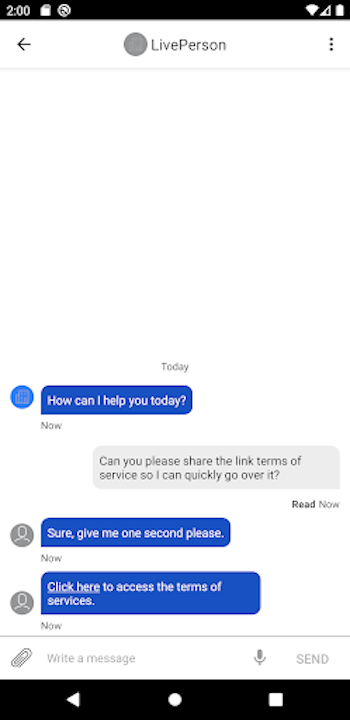 2:00
LivePerson
Today
How can I help you today?
Now
Can you please share the link terms of
service so I can quickly go over it?
Read Now
Sure, give me one second please.
Now
Click here to access the terms of
services.
Now
Write a message
SEND